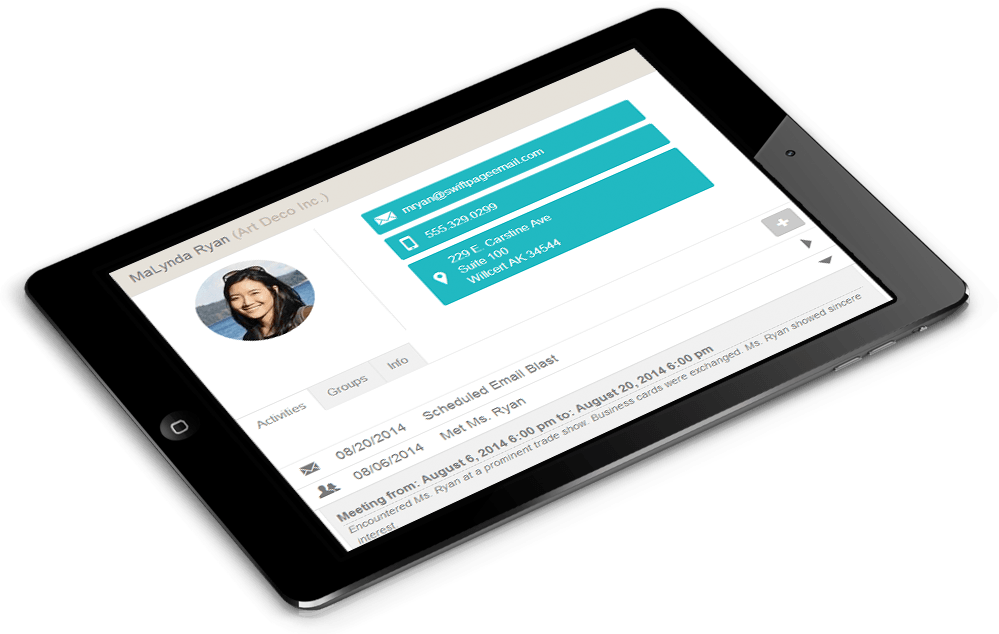 MaLynda Ryan (Art Deco Inc.)
mryan@swiftpageemail.com
555.329.0299
229 E. Carstine Ave
Suite 100
Willcert AK 34544
Activities
Groups
Info
08/20/2014 Scheduled Email Blast
08/06/2014 Met Ms. Ryan
Meeting from: August 6, 2014 6:00 pm to: August 20, 2014 6:00 pm
Encountered Ms. Ryan at a prominent trade show. Business cards were exchanged. Ms. Ryan showed sincere
interest